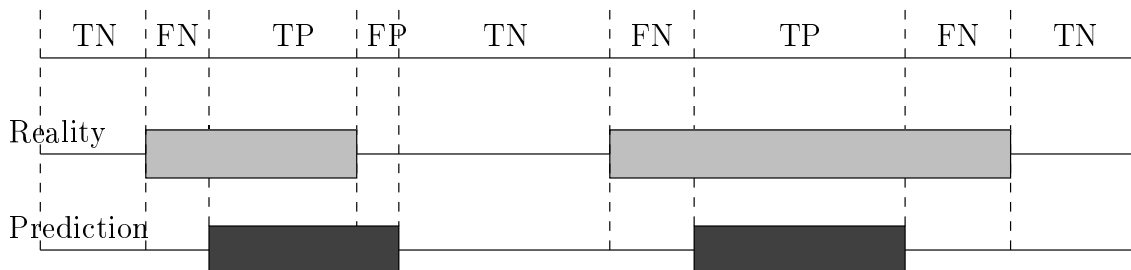 TN FN TP FP TN FN TP FN TN
Reality
Prediction